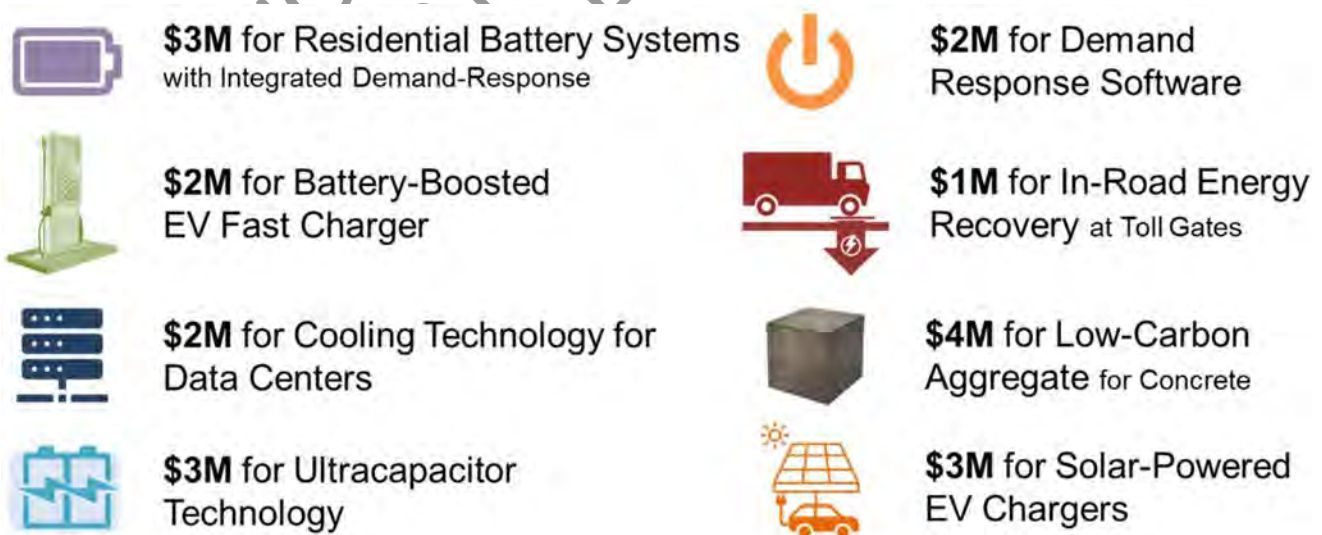 $3M for Residential Battery Systems
with Integrated Demand-Response
$2M for Battery-Boosted
EV Fast Charger
$2M for Cooling Technology for
Data Centers
$3M for Ultracapacitor
Technology
$2M for Demand
Response Software
$1M for In-Road Energy
Recovery at Toll Gates
$4M for Low-Carbon
Aggregate for Concrete
$3M for Solar-Powered
EV Chargers